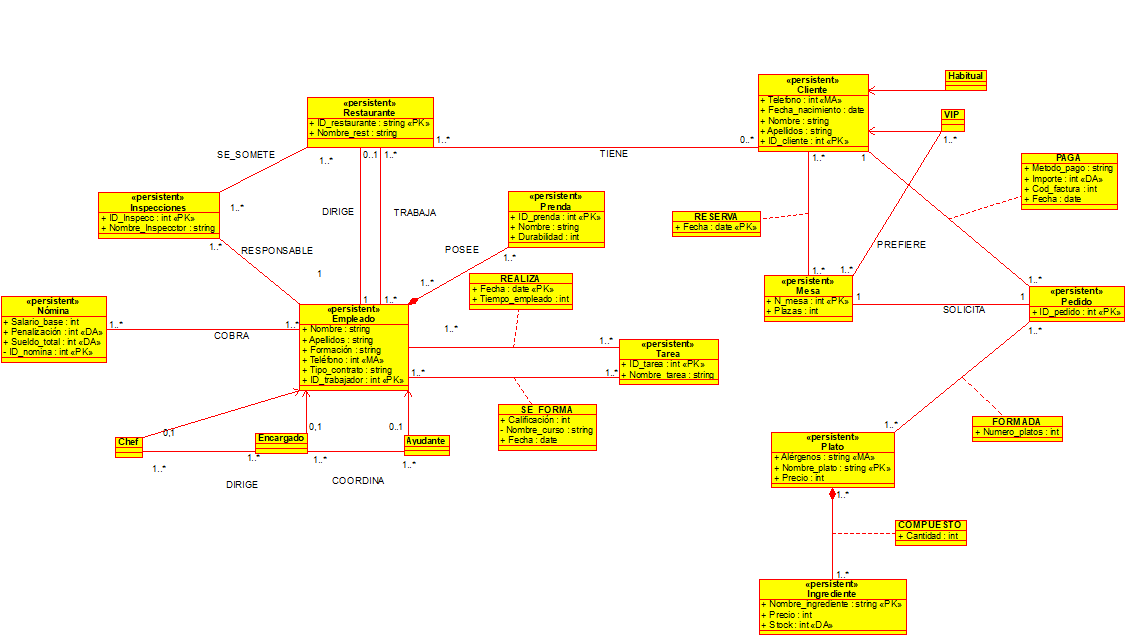 «persistent»
Restaurante
+ ID_restaurante : string «PK»
+ Nombre_rest : string
«persistent»
Cliente
+ Telefono : int «MA»
+ Fecha_nacimiento : date
+ Nombre : string
+ Apellidos : string
+ ID_cliente : int «PK»
Habitual
VIP
1..*
0..*
TIENE
SE_SOMETE
1..*
0..1
1..*
1..*
1
1..*
«persistent»
PAGA
+ Metodo_pago : string
+ Importe : int «DA»
+ Cod_factura : int
+ Fecha : date
«persistent»
Inspecciones
+ ID_Inspecc : int «PK»
+ Nombre_Inspecctor : string
1..*
DIRIGE
TRABAJA
«persistent»
Prenda
+ ID_prenda : int «PK»
+ Nombre : string
+ Durabilidad : int
RESERVA
+ Fecha : date «PK»
PREFIERE
1..*
RESPONSABLE
POSEE
1..*
1
1..*
REALIZA
+ Fecha : date «PK»
+ Tiempo_empleado : int
1..*
1..*
«persistent»
Mesa
+ N_mesa : int «PK»
+ Plazas : int
1
1
SOLICITA
1..*
«persistent»
Pedido
+ ID_pedido : int «PK»
1..*
«persistent»
Nómina
+ Salario_base : int
+ Penalización : int «DA»
+ Sueldo_total : int «DA»
- ID_nomina : int «PK»
1..*
COBRA
1..*
1
1..*
«persistent»
Empleado
+ Nombre : string
+ Apellidos : string
+ Formación : string
+ Teléfono : int «MA»
+ Tipo_contrato : string
+ ID_trabajador : int «PK»
1..*
1..*
1..*
1..*
«persistent»
Tarea
+ ID_tarea : int «PK»
+ Nombre_tarea : string
SE_FORMA
+ Calificación : int
- Nombre_curso : string
+ Fecha : date
FORMADA
+ Numero_platos : int
0,1
0,1
0..1
Chef
Encargado
Ayudante
1..*
1..*
1..*
1..*
DIRIGE
COORDINA
1..*
«persistent»
Plato
+ Alérgenos : string «MA»
+ Nombre_plato : string «PK»
+ Precio : int
1..*
COMPUESTO
+ Cantidad : int
1..*
«persistent»
Ingrediente
+ Nombre_ingrediente : string «PK»
+ Precio : int
+ Stock : int «DA»